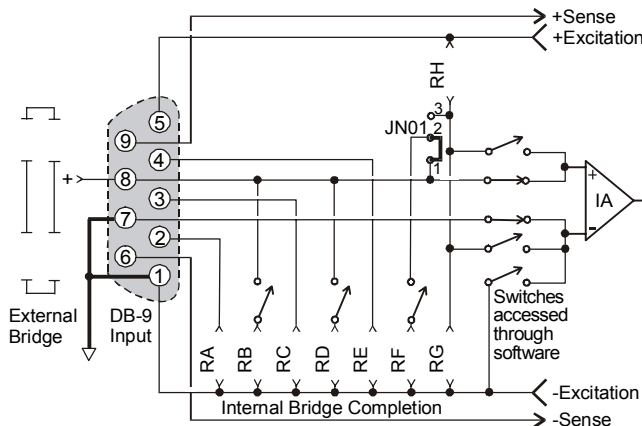 +Sense
+Excitation
RH
JN01
3
2
1
5
9
4
+
8
3
7
2
6
1
+
IA
-
External
Bridge
DB-9
Input
RA
RB
RC
RD
RE
RF
RG
Switches
accessed
through
software
Internal Bridge Completion
-Excitation
-Sense